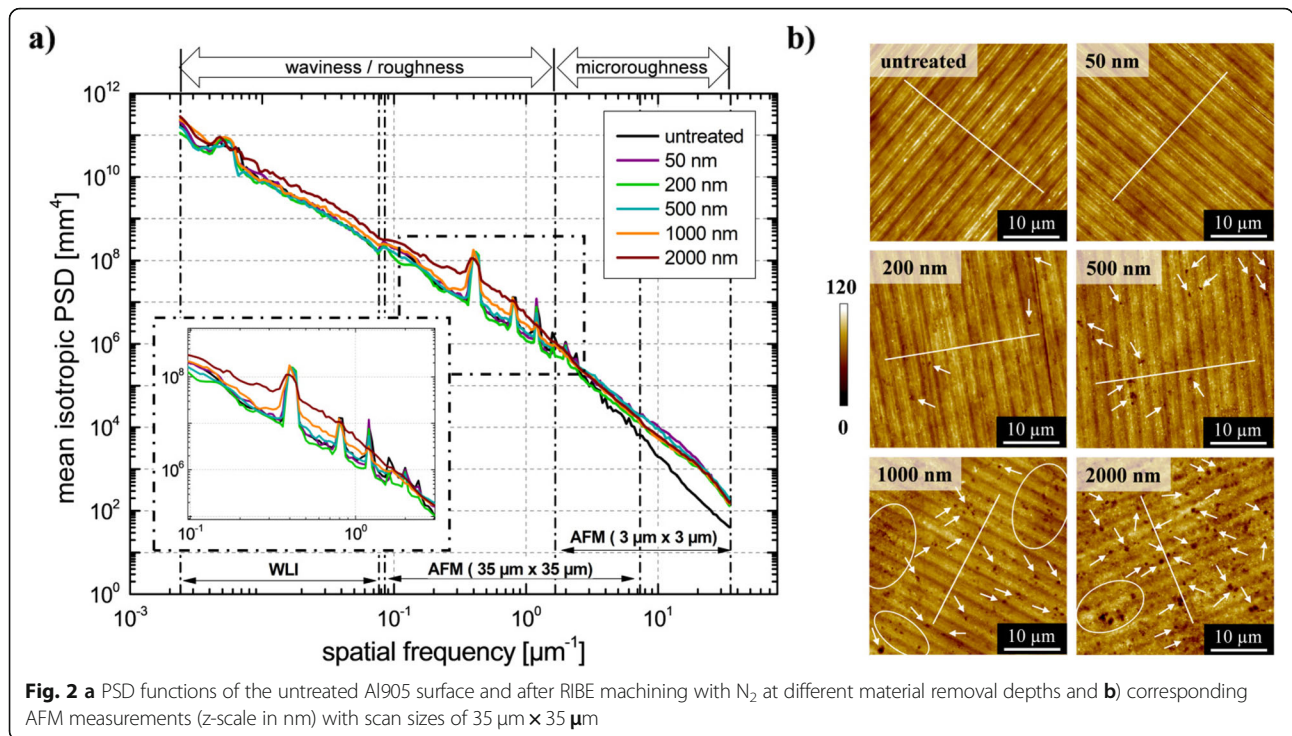 a)
waviness / roughness
microroughness
10^12
10^10
10^8
10^6
10^4
10^2
10^0
mean isotropic PSD [mm^4]
untreated
50 nm
200 nm
500 nm
1000 nm
2000 nm
10^8
10^6
10^-1
10^0
WLI
AFM ( 35 µm x 35 µm)
AFM ( 3 µm x 3 µm)
10^-3
10^-2
10^-1
10^0
10^1
spatial frequency [µm^-1]
b)
untreated
10 µm
50 nm
10 µm
120
0
200 nm
10 µm
500 nm
10 µm
1000 nm
10 µm
2000 nm
10 µm
Fig. 2 a PSD functions of the untreated Al905 surface and after RIBE machining with N₂ at different material removal depths and b) corresponding
AFM measurements (z-scale in nm) with scan sizes of 35 µm × 35 µm